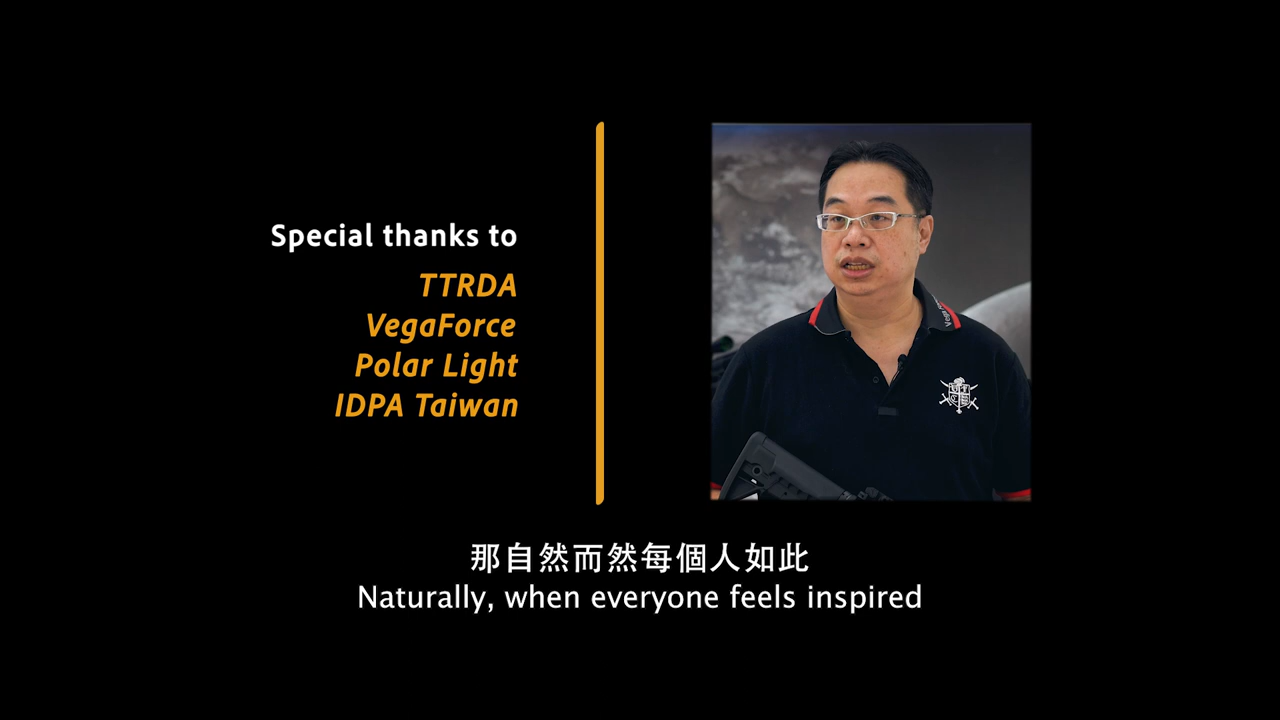 Special thanks to
TTRDA
VegaForce
Polar Light
IDPA Taiwan
那自然而然每個人如此
Naturally, when everyone feels inspired